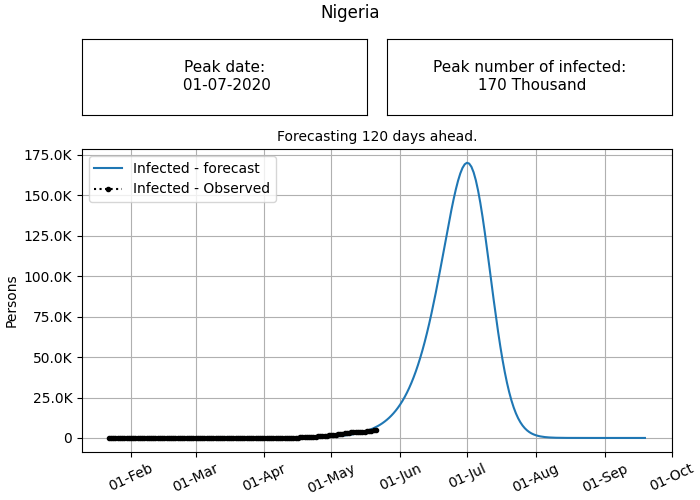 Nigeria
Peak date:
01-07-2020
Peak number of infected:
170 Thousand
Forecasting 120 days ahead.
Infected - forecast
Infected - Observed
Persons
175.0K
150.0K
125.0K
100.0K
75.0K
50.0K
25.0K
0
01-Feb
01-Mar
01-Apr
01-May
01-Jun
01-Jul
01-Aug
01-Sep
01-Oct